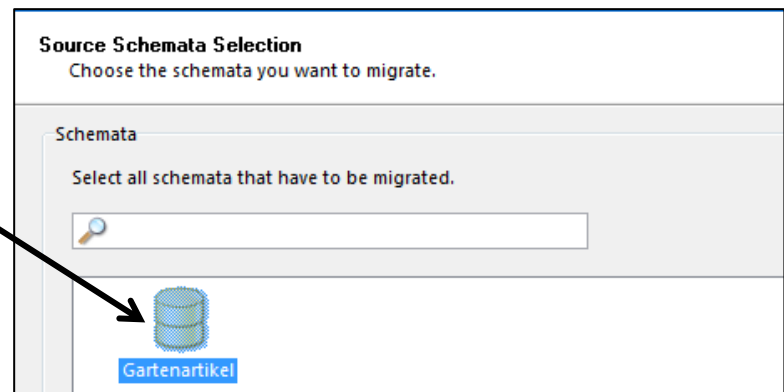 Source Schemata Selection
Choose the schemata you want to migrate.
Schemata
Select all schemata that have to be migrated.
Gartenartikel